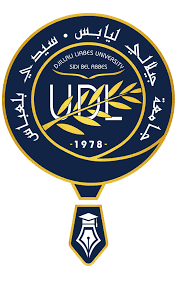 جامعة جيلالي ليابس . سيدي بلعباس
DJILLALI LIABES UNIVERSITY
SIDI BEL ABBES
UDL
-1978-